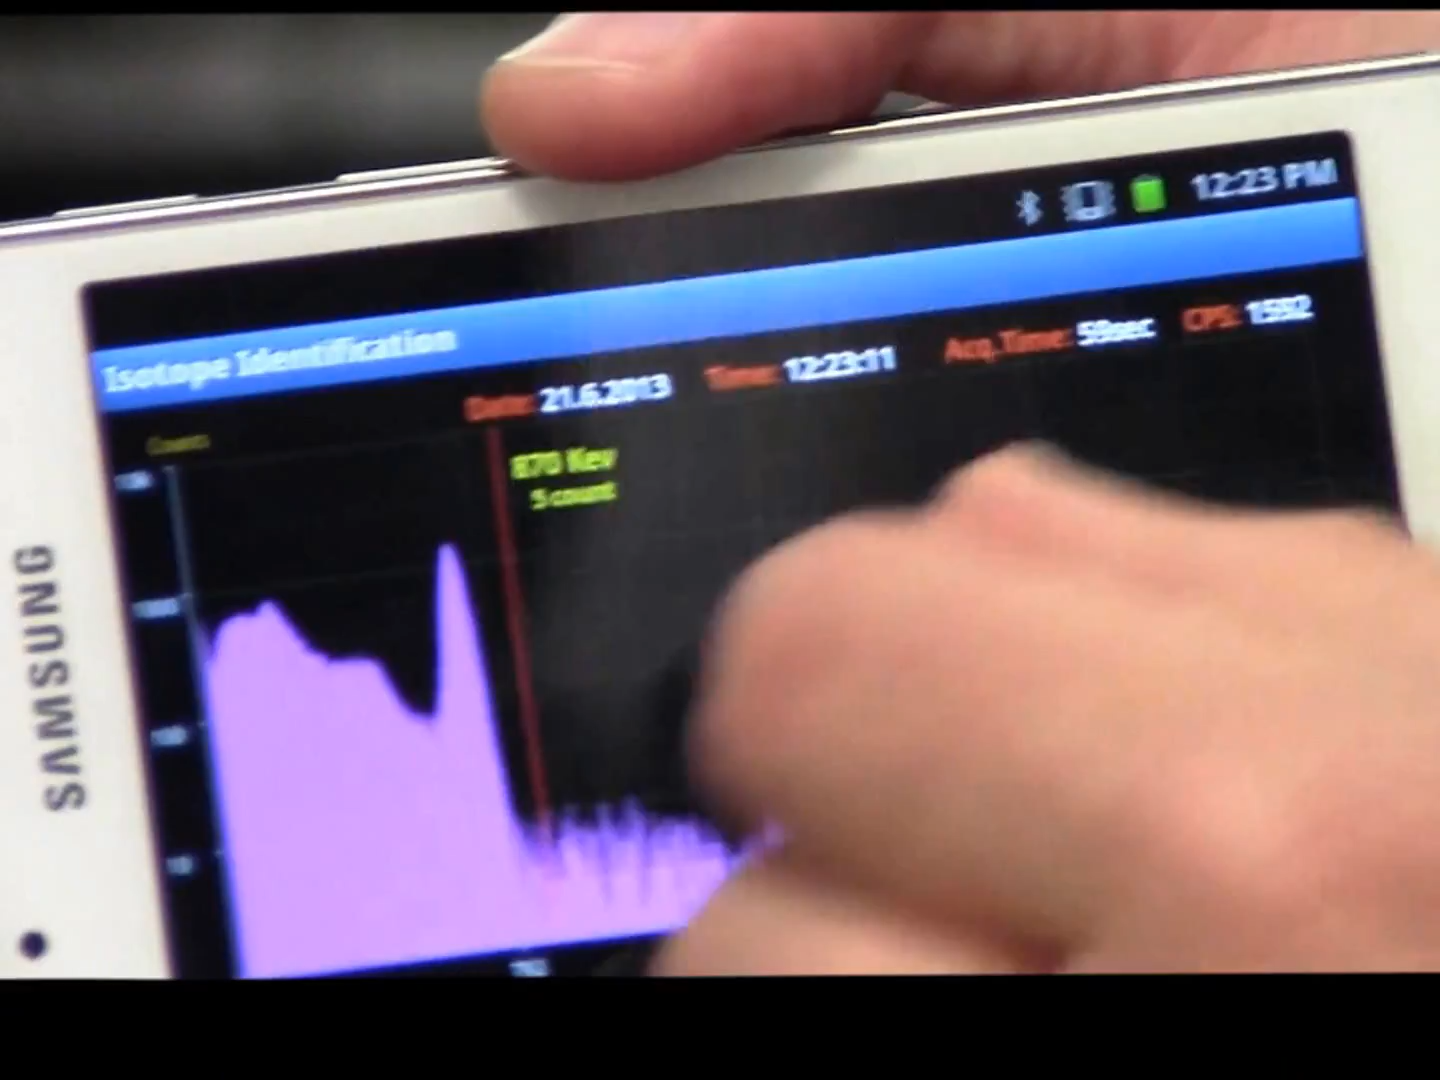 12:23 PM
Isotope Identification
Date: 21.6.2013 Time: 12:23:11 Acq.Time: 59sec CPS: 1592
Counts
870 Kev
5 count
SAMSUNG